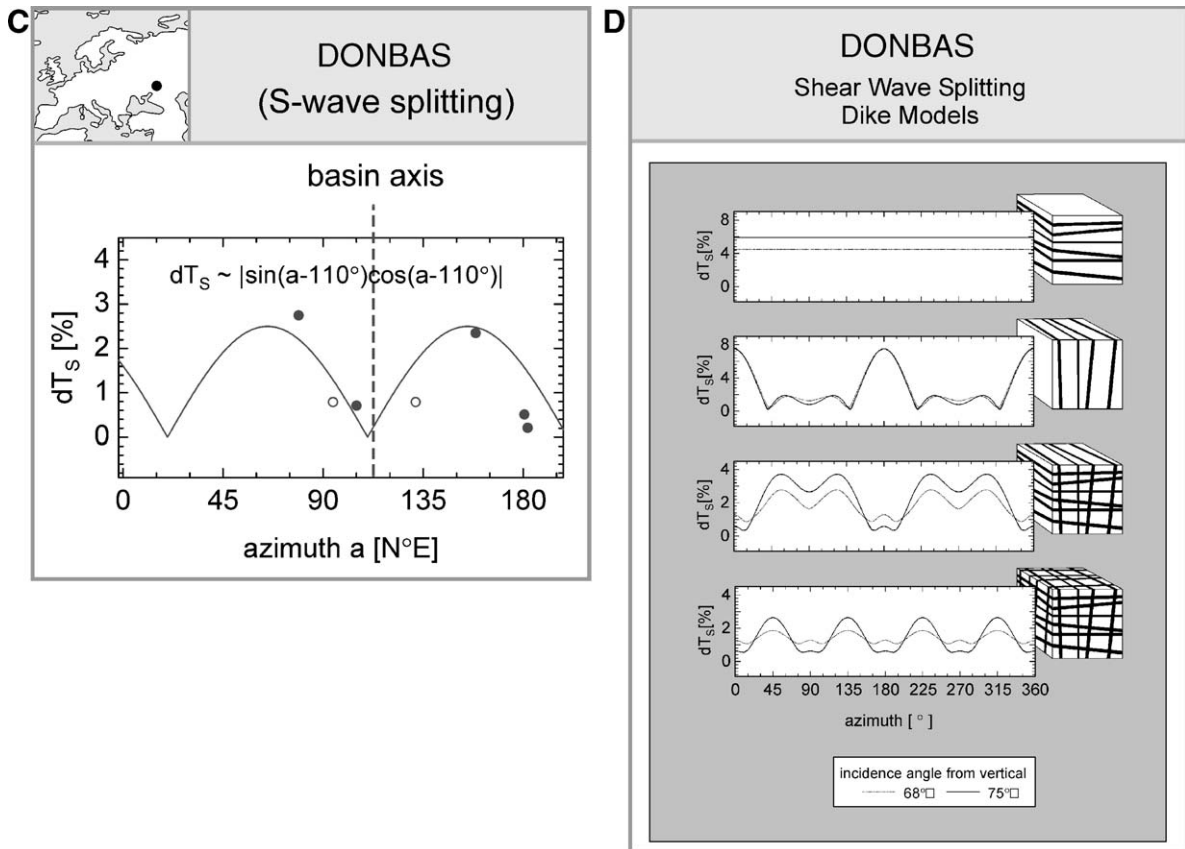 C
DONBAS
(S-wave splitting)
basin axis
dT_S ~ |sin(a-110°)cos(a-110°)|
dT_S [%]
4
3
2
1
0
0 45 90 135 180
azimuth a [N°E]
D
DONBAS
Shear Wave Splitting
Dike Models
dT_S[%]
8
4
0
dT_S[%]
8
4
0
dT_S[%]
4
2
0
dT_S[%]
4
2
0
0 45 90 135 180 225 270 315 360
azimuth [ ° ]
incidence angle from vertical
68°□ 75°□